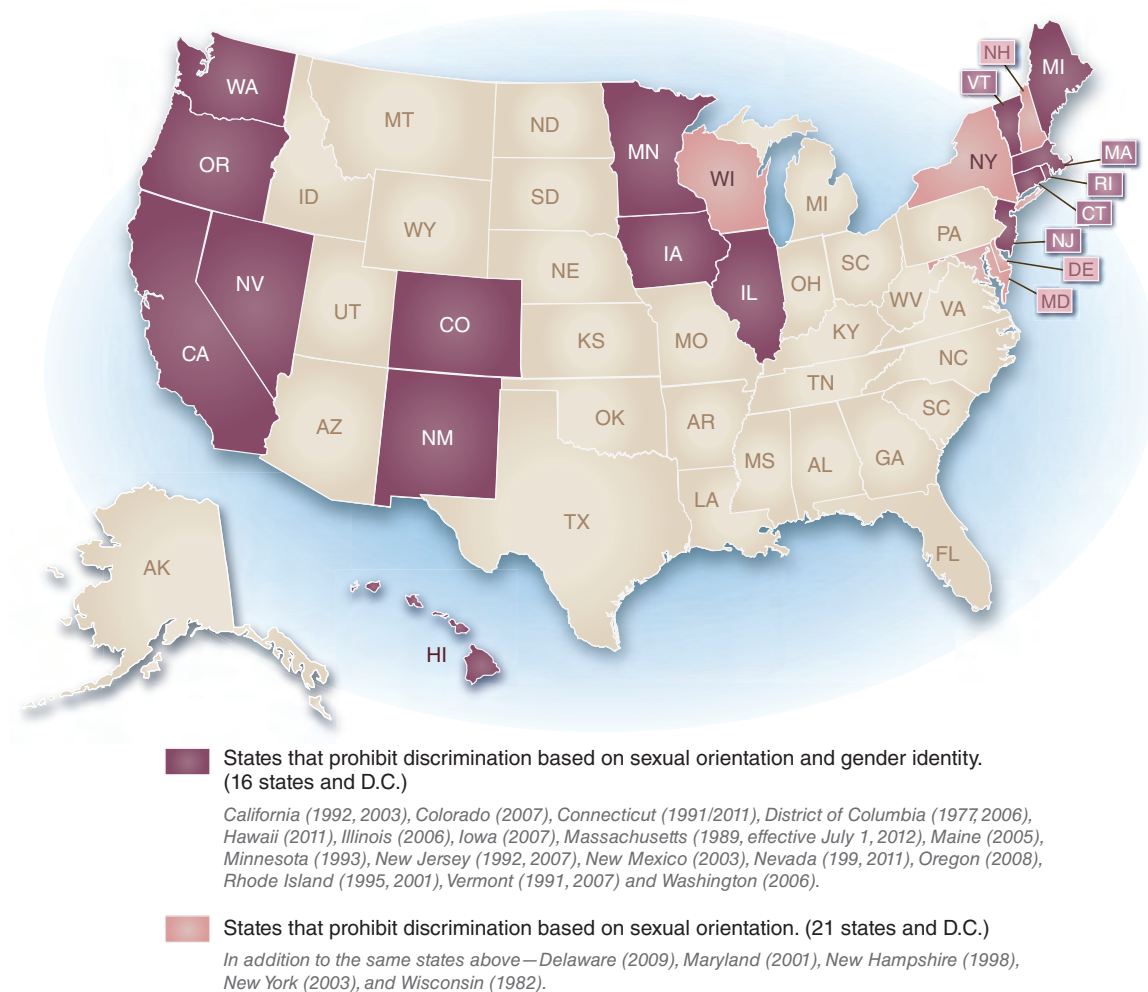 NH
MI
VT
WA
MT
ND
MN
OR
ID
SD
WI
NY
MA
RI
WY
MI
CT
PA
NJ
IA
NE
SC
DE
NV
OH
IL
MD
UT
CO
WV
VA
KS
MO
KY
CA
NC
TN
AZ
NM
OK
AR
SC
MS
AL
GA
LA
TX
FL
AK
HI
States that prohibit discrimination based on sexual orientation and gender identity.
(16 states and D.C.)
California (1992, 2003), Colorado (2007), Connecticut (1991/2011), District of Columbia (1977, 2006),
Hawaii (2011), Illinois (2006), Iowa (2007), Massachusetts (1989, effective July 1, 2012), Maine (2005),
Minnesota (1993), New Jersey (1992, 2007), New Mexico (2003), Nevada (199, 2011), Oregon (2008),
Rhode Island (1995, 2001), Vermont (1991, 2007) and Washington (2006).
States that prohibit discrimination based on sexual orientation. (21 states and D.C.)
In addition to the same states above—Delaware (2009), Maryland (2001), New Hampshire (1998),
New York (2003), and Wisconsin (1982).